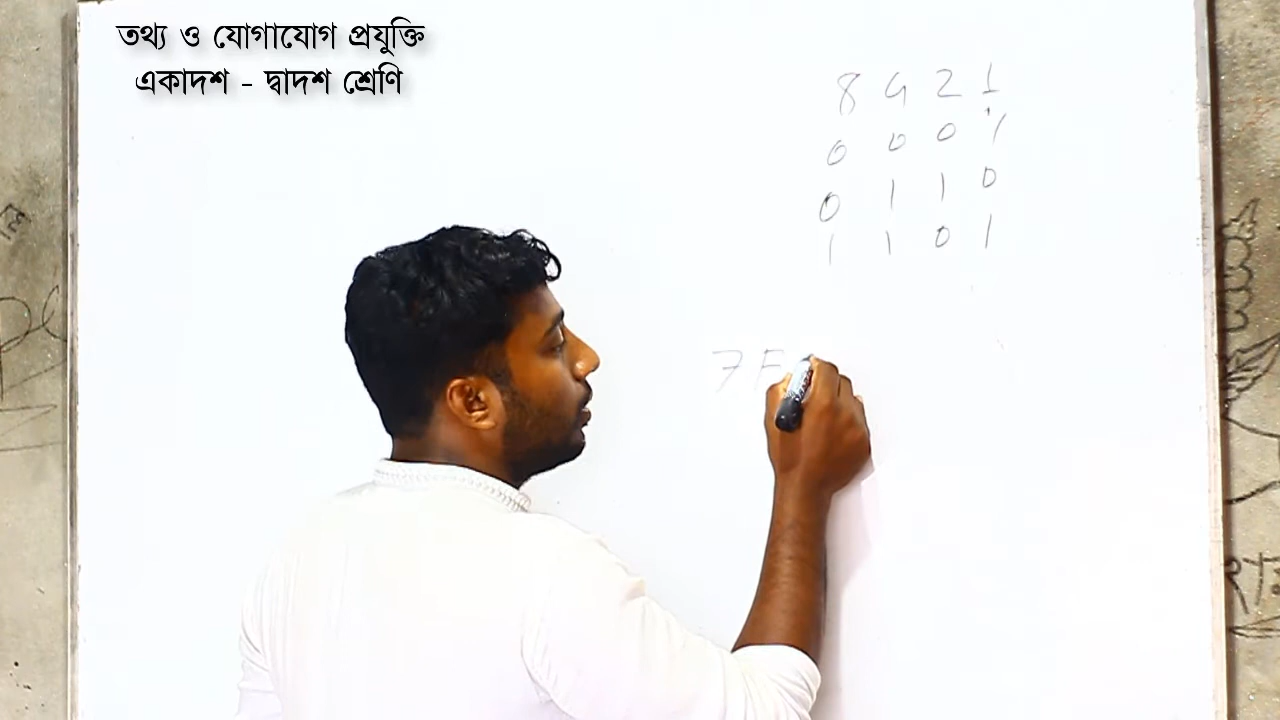 তথ্য ও যোগাযোগ প্রযুক্তি
একাদশ - দ্বাদশ শ্রেণি
8 4 2 1
0 0 0 1
0 1 1 0
1 1 0 1
7F